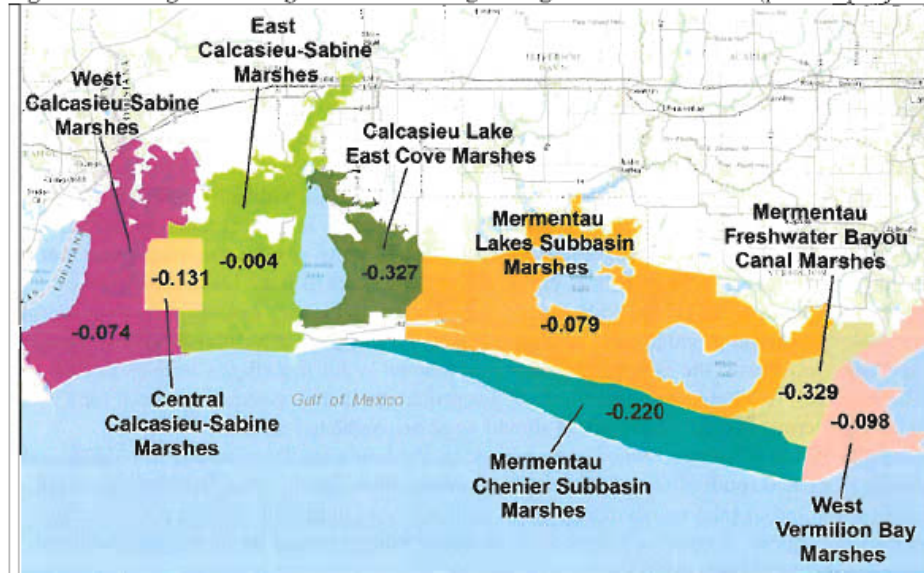 East
Calcasieu-Sabine
Marshes
West
Calcasieu-Sabine
Marshes
Calcasieu Lake
East Cove Marshes
Mermentau
Lakes Subbasin
Marshes
Mermentau
Freshwater Bayou
Canal Marshes
-0.131
-0.004
-0.327
-0.074
-0.079
-0.329
-0.098
-0.220
Central
Calcasieu-Sabine
Marshes
Gulf of Mexico
Mermentau
Chenier Subbasin
Marshes
West
Vermilion Bay
Marshes